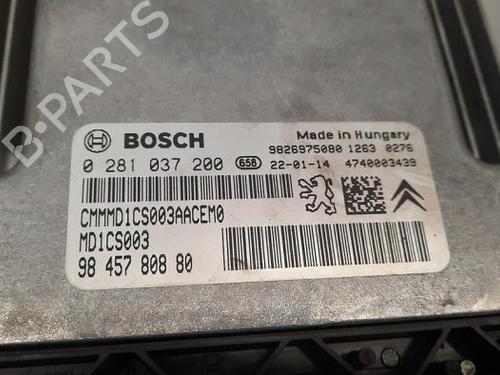 B-PARTS
BOSCH
Made in Hungary
9826975080 1263 0276
0 281 037 200 658 22-01-14 4740003439
CMMMD1CS003AACEM0
MD1CS003
98 457 808 80